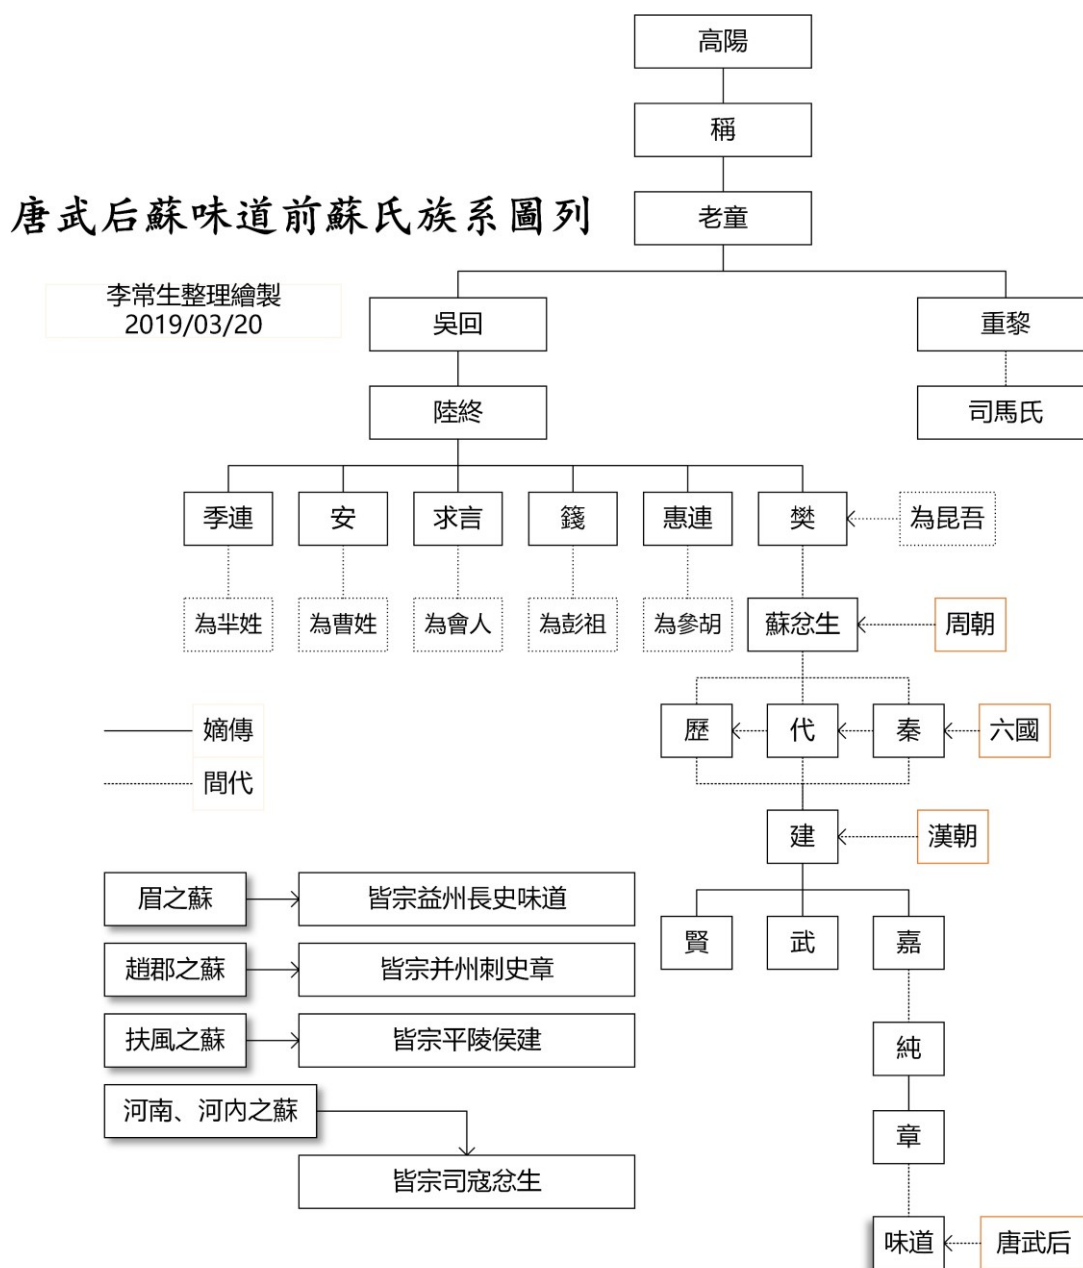 高陽
稱
唐武后蘇味道前蘇氏族系圖列
老童
李常生整理繪製
2019/03/20
吳回
重黎
陸終
司馬氏
季連
安
求言
籛
惠連
樊
為昆吾
為羋姓
為曹姓
為會人
為彭祖
為參胡
蘇忿生
周朝
嫡傳
歷
代
秦
六國
間代
建
漢朝
眉之蘇
皆宗益州長史味道
賢
武
嘉
趙郡之蘇
皆宗并州刺史章
扶風之蘇
皆宗平陵侯建
純
河南、河內之蘇
章
皆宗司寇忿生
味道
唐武后